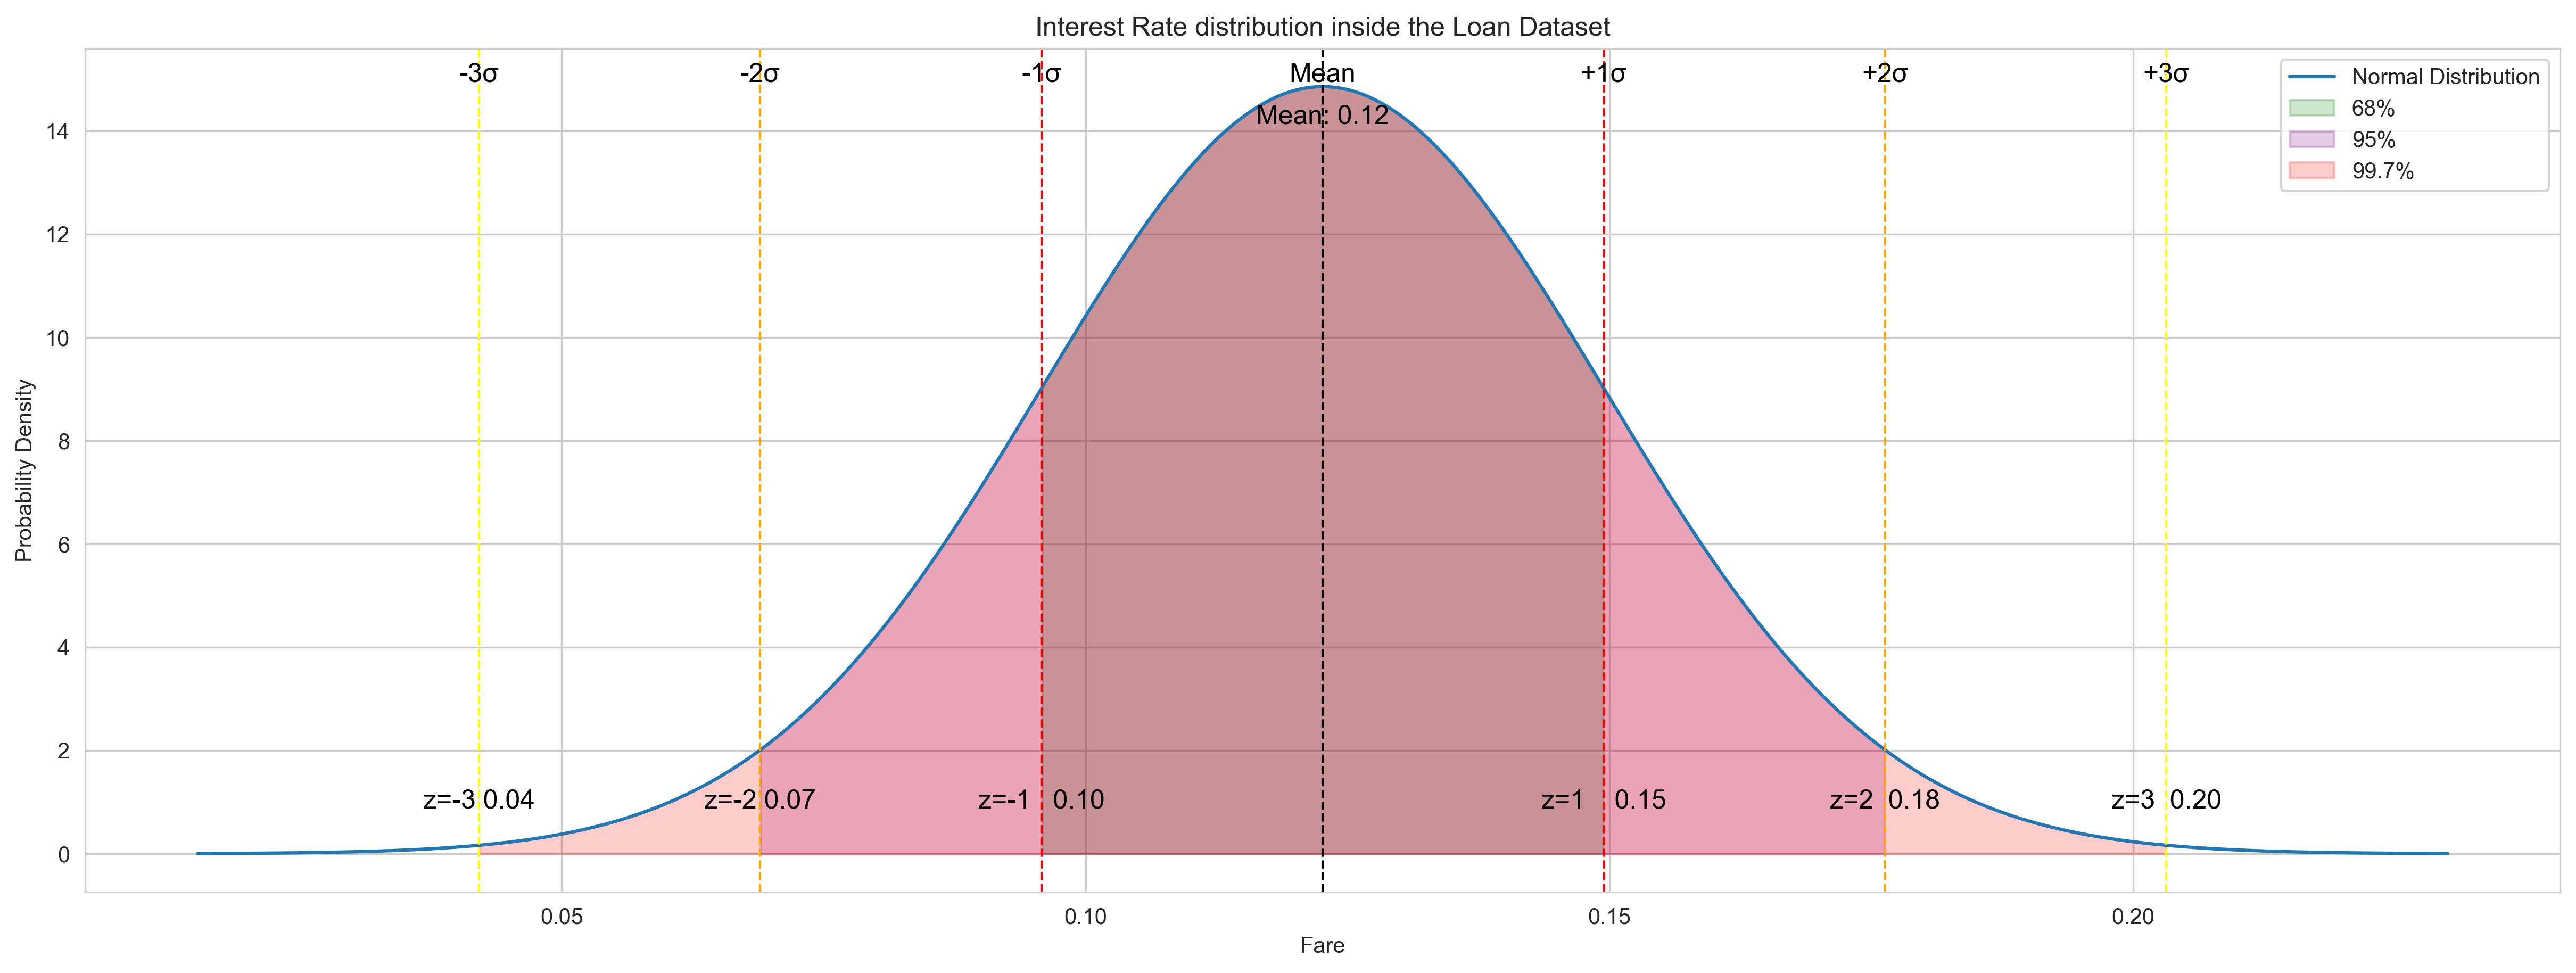 Interest Rate distribution inside the Loan Dataset
-3σ -2σ -1σ Mean +1σ +2σ +3σ
Mean: 0.12
Normal Distribution
68%
95%
99.7%
Probability Density
14
12
10
8
6
4
2
0
z=-3 0.04 z=-2 0.07 z=-1 0.10 z=1 0.15 z=2 0.18 z=3 0.20
0.05 0.10 0.15 0.20
Fare